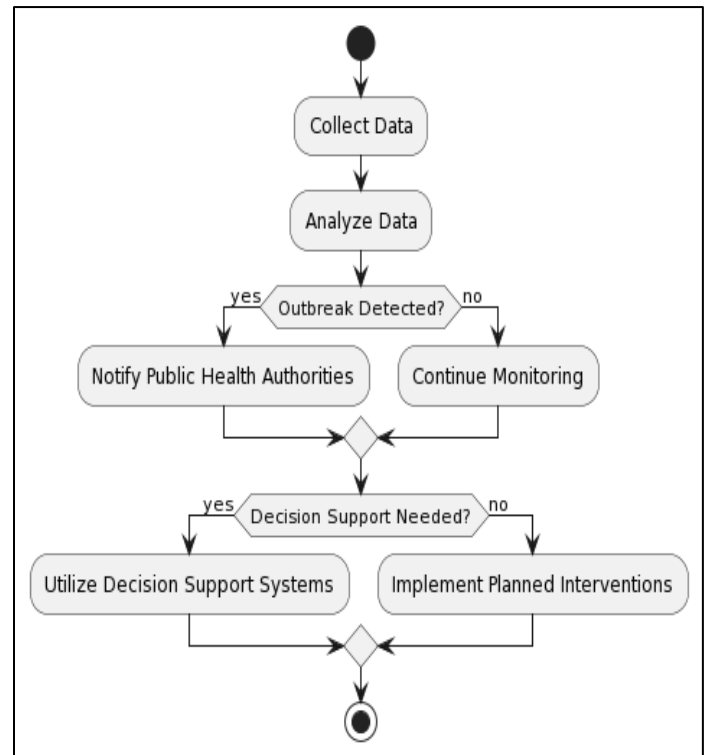 Collect Data
Analyze Data
yes
Outbreak Detected?
no
Notify Public Health Authorities
Continue Monitoring
yes
Decision Support Needed?
no
Utilize Decision Support Systems
Implement Planned Interventions